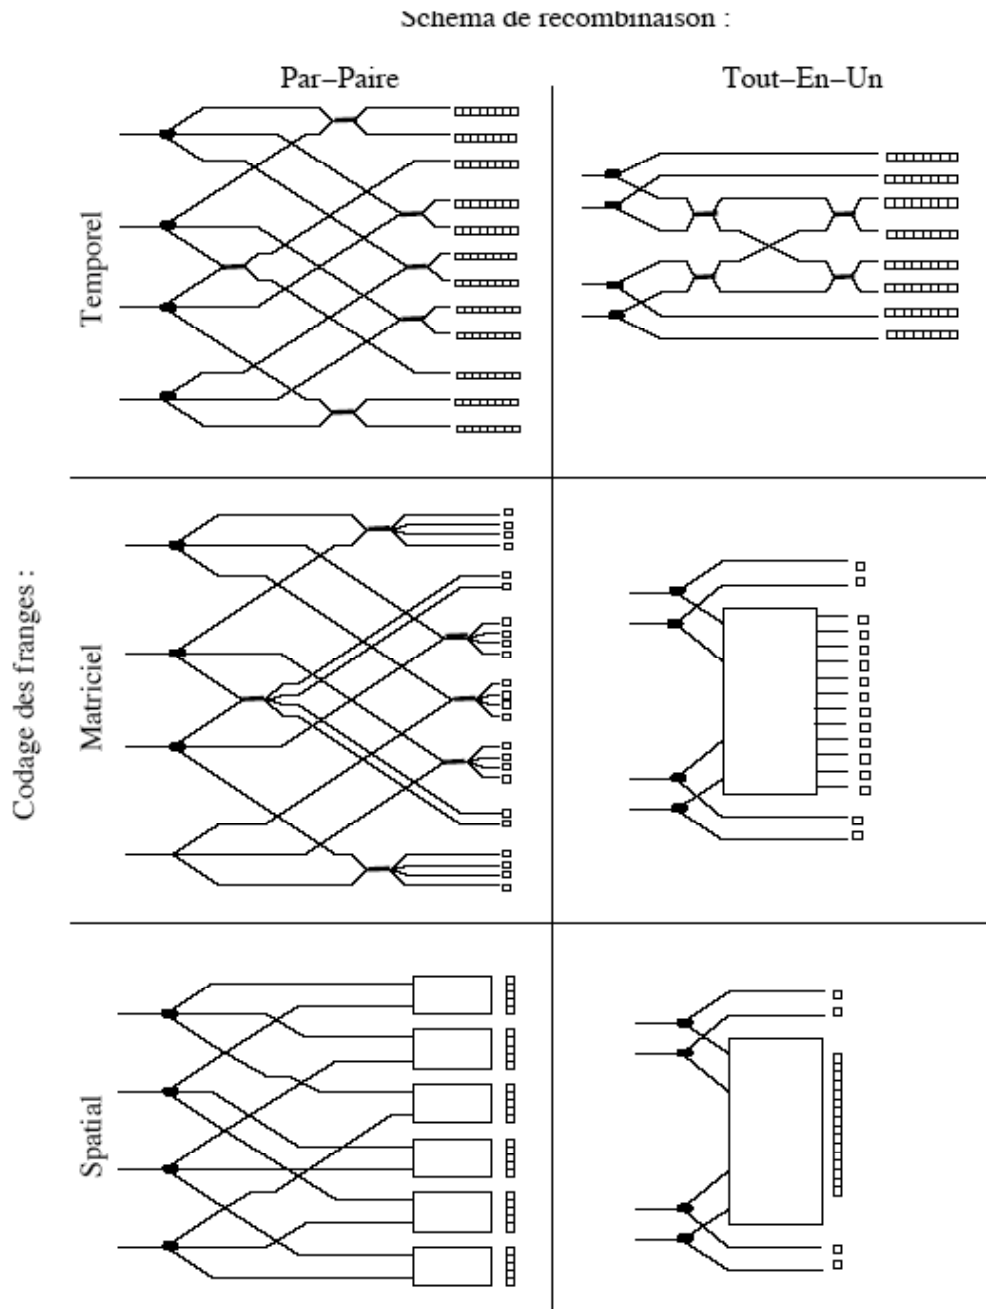 Schéma de recombinaison :
Par–Paire
Tout–En–Un
Codage des franges :
Temporel
Matriciel
Spatial